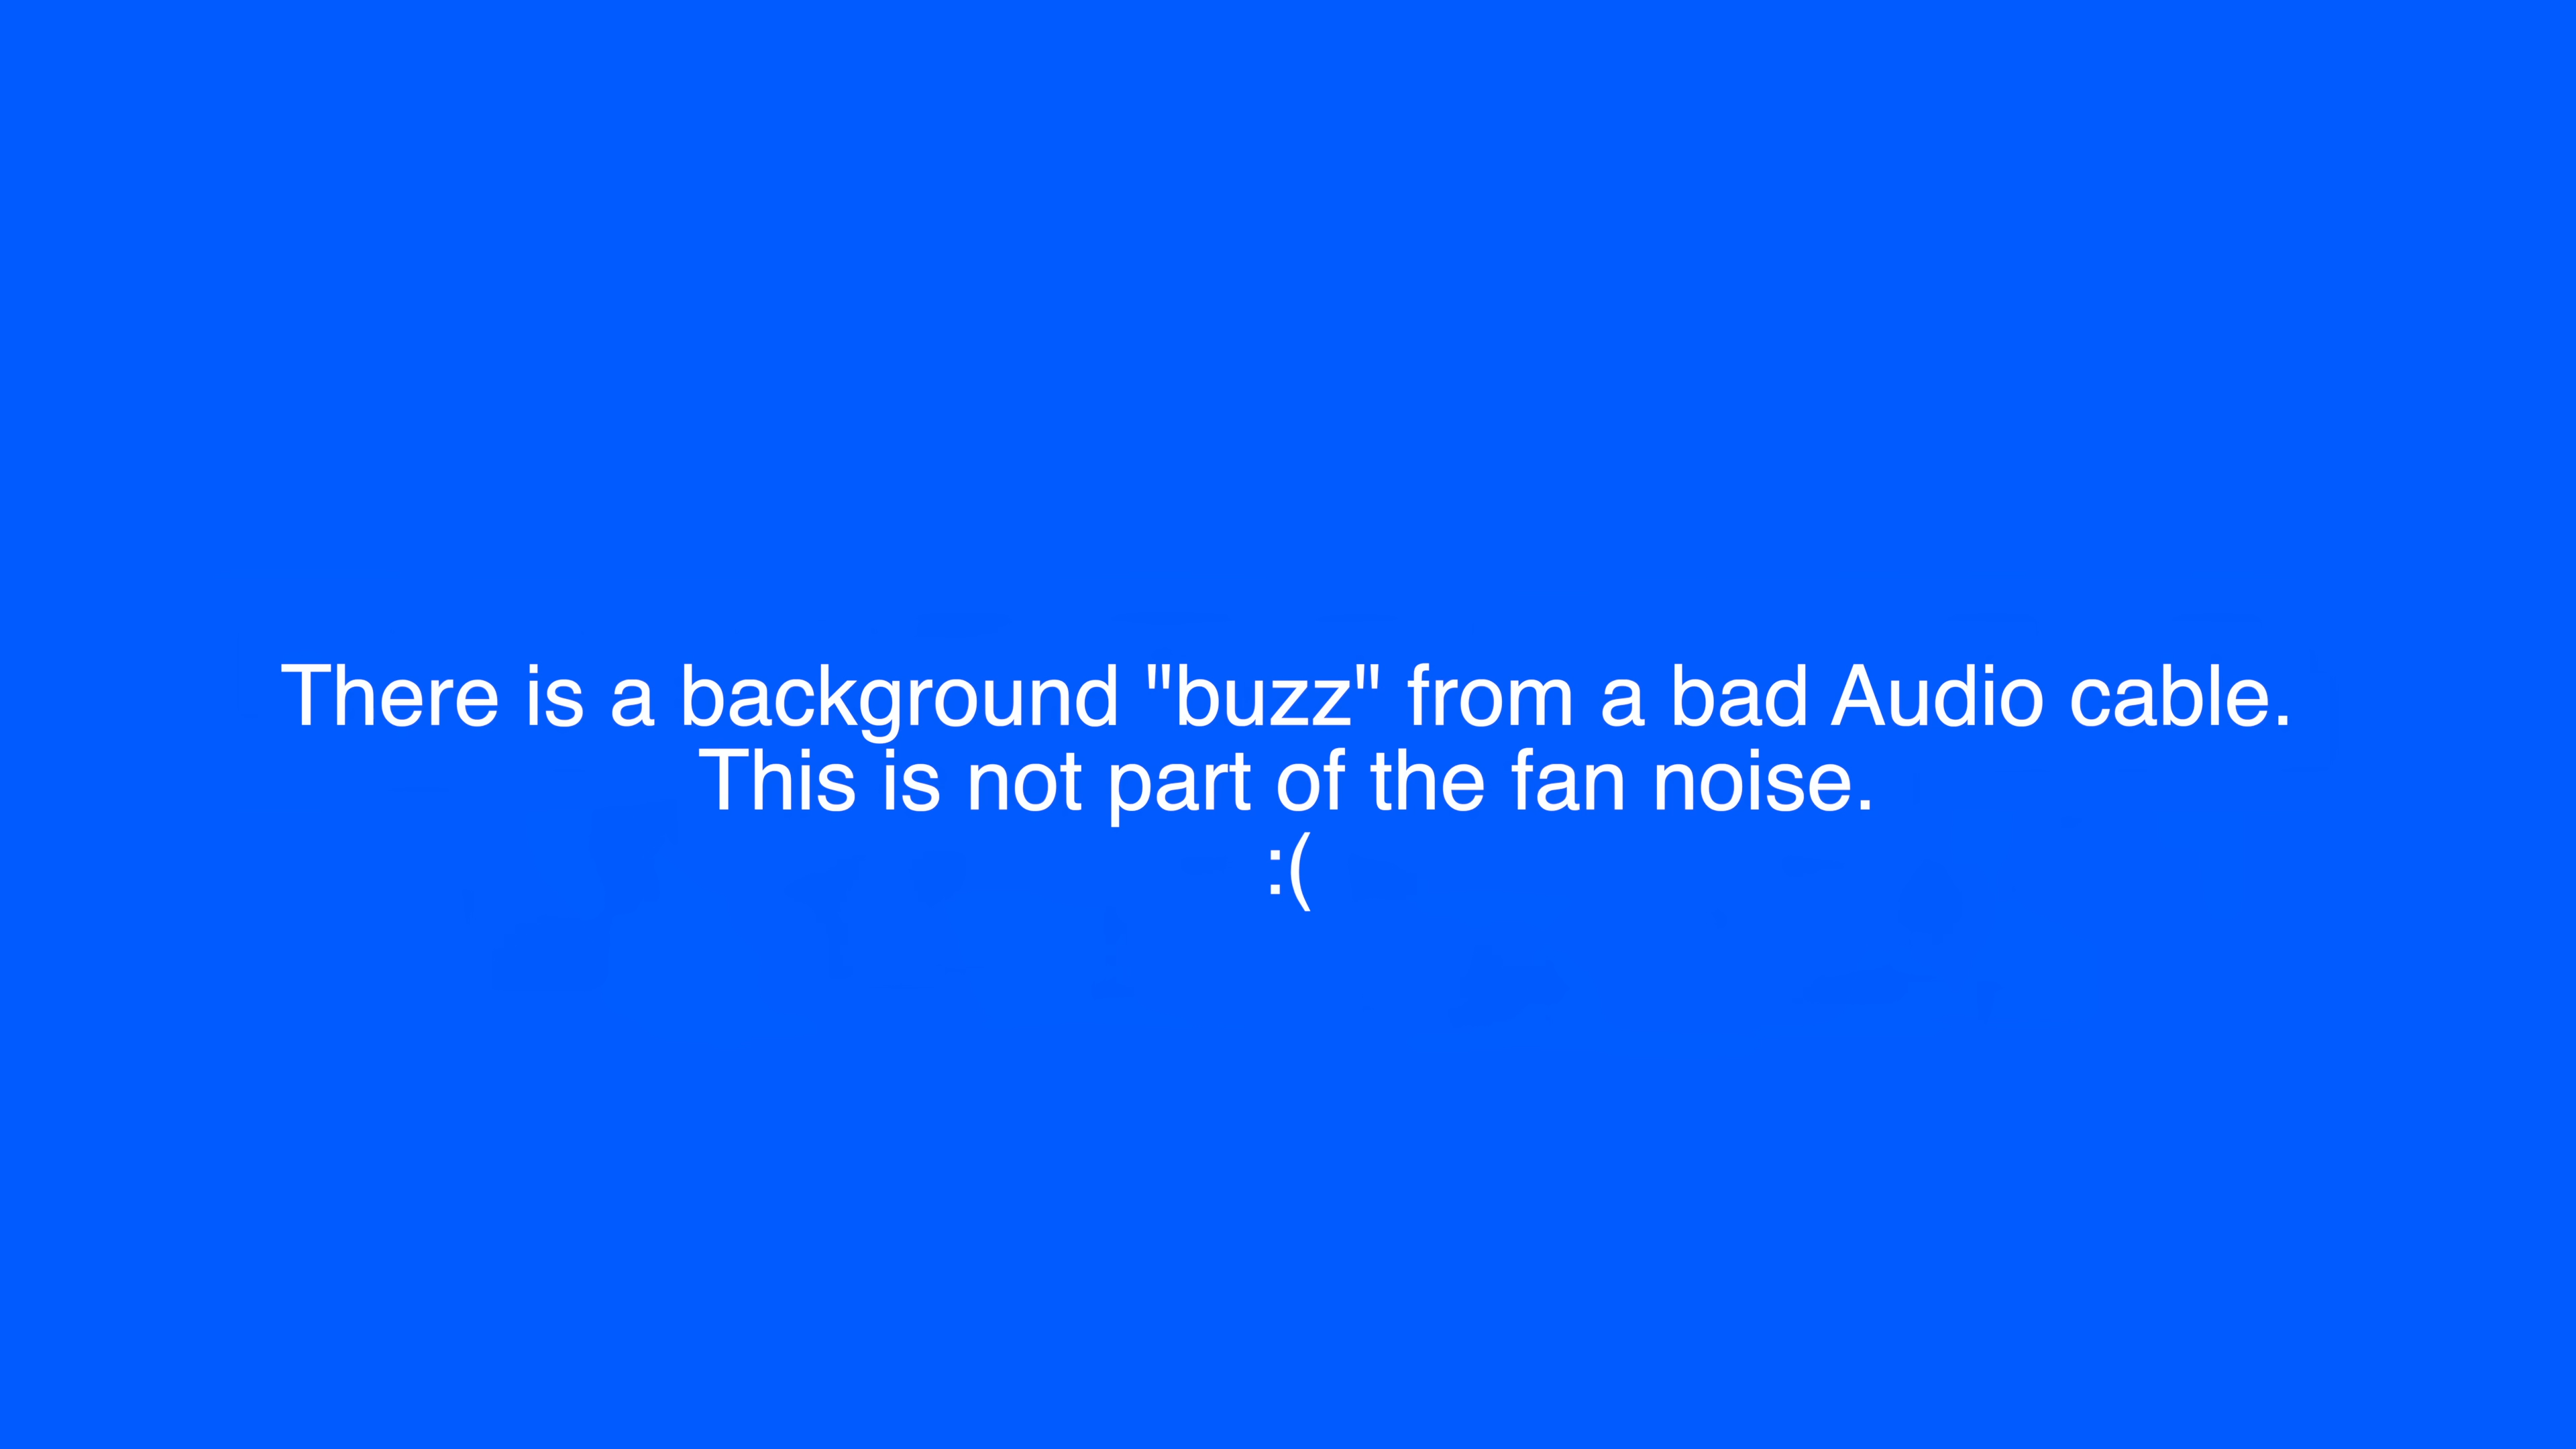 There is a background "buzz" from a bad Audio cable.
This is not part of the fan noise.
:(